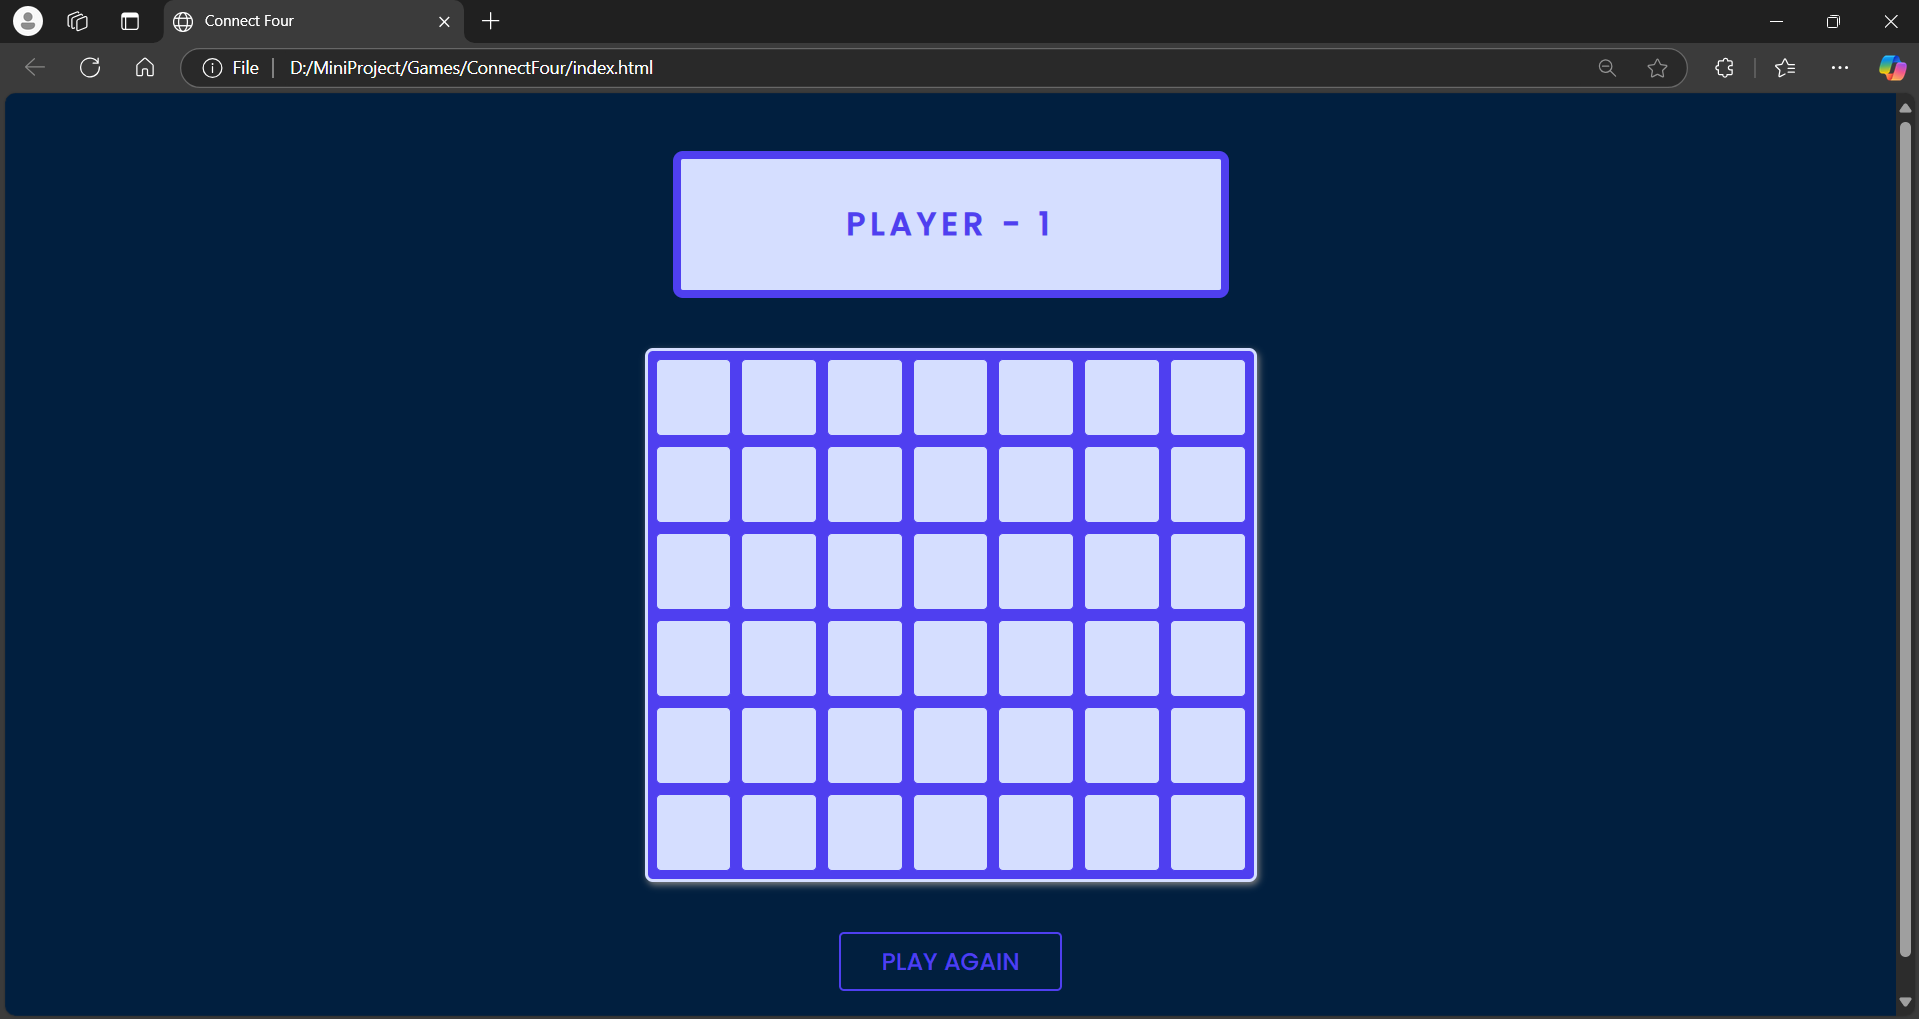 Connect Four
File
D:/MiniProject/Games/ConnectFour/index.html
PLAYER - 1
PLAY AGAIN